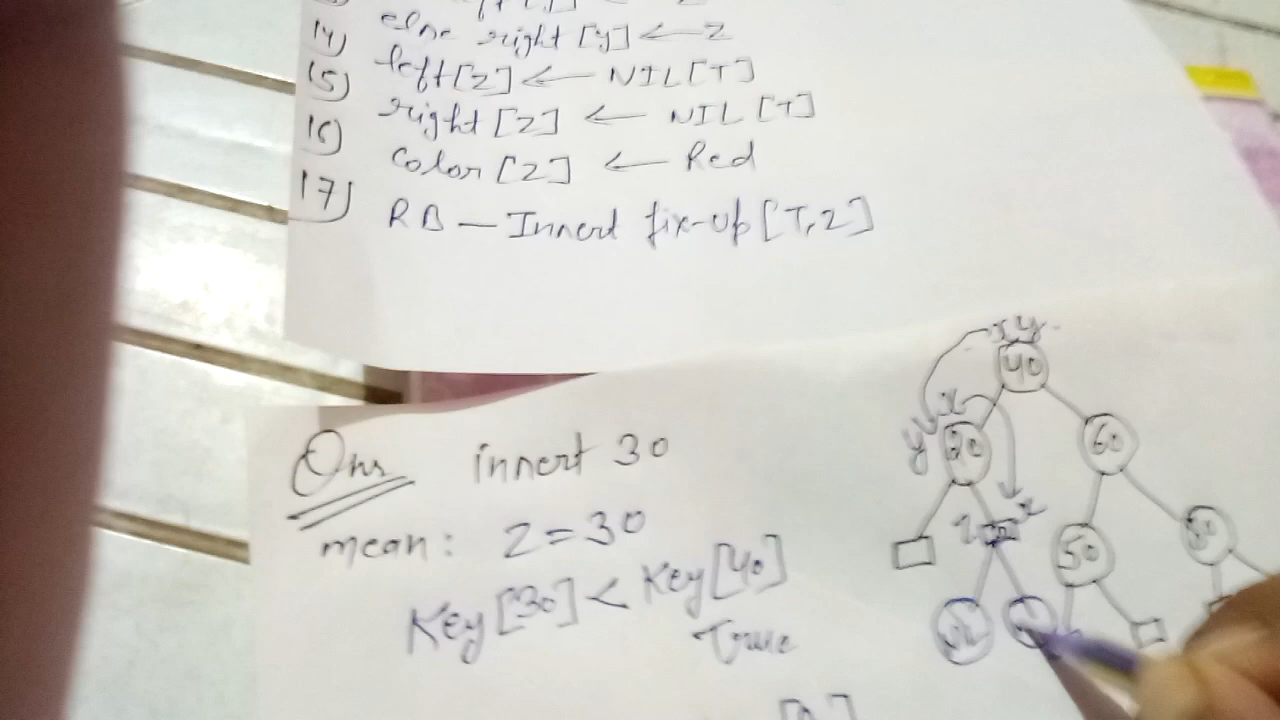 14) else right [y] ← z
15) left [z] ← NIL [T]
16) right [z] ← NIL [T]
color [z] ← Red
17) RB — Insert fix-up [T, z]
Ans insert 30
mean: z = 30
Key [30] < Key [40]
True
x y
40
x
y 20 60
z x
50 80